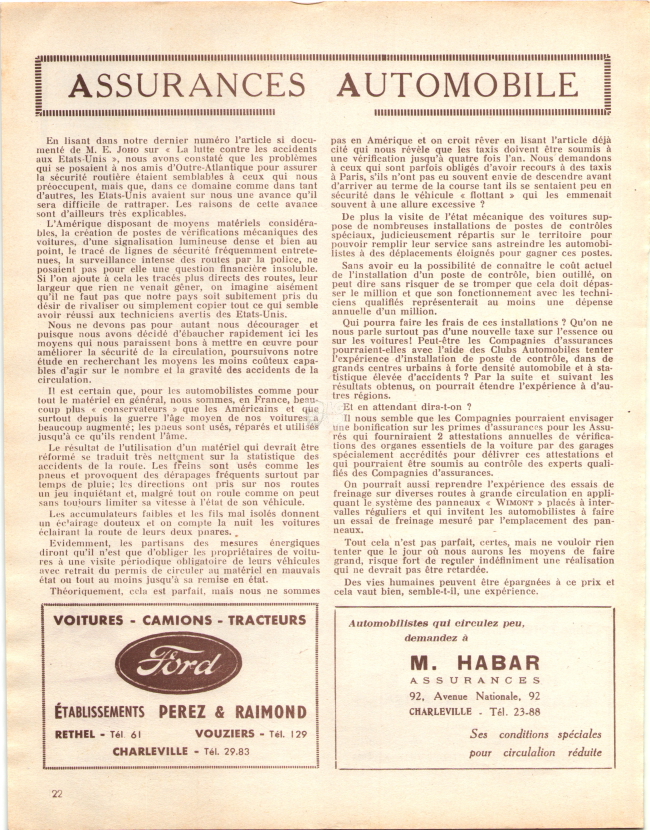 ASSURANCES AUTOMOBILE
En lisant dans notre dernier numéro l'article si docu-
menté de M. E. JOHO sur « La lutte contre les accidents
aux Etats-Unis », nous avons constaté que les problèmes
qui se posaient à nos amis d'Outre-Atlantique pour assurer
la sécurité routière étaient semblables à ceux qui nous
préoccupent, mais que, dans ce domaine comme dans tant
d'autres, les Etats-Unis avaient sur nous une avance qu'il
sera difficile de rattraper. Les raisons de cette avance
sont d'ailleurs très explicables.
L'Amérique disposant de moyens matériels considéra-
bles, la création de postes de vérifications mécaniques des
voitures, d'une signalisation lumineuse dense et bien au
point, le tracé de lignes de sécurité fréquemment entrete-
nues, la surveillance intense des routes par la police, ne
posaient pas pour elle une question financière insoluble.
Si l'on ajoute à cela les tracés plus directs des routes, leur
largeur que rien ne venait gêner, on imagine aisément
qu'il ne faut pas que notre pays soit subitement pris du
désir de rivaliser ou simplement copier tout ce qui semble
avoir réussi aux techniciens avertis des Etats-Unis.
Nous ne devons pas pour autant nous décourager et
puisque nous avons décidé d'ébaucher rapidement ici les
moyens qui nous paraissent bons à mettre en œuvre pour
améliorer la sécurité de la circulation, poursuivons notre
étude en recherchant les moyens les moins coûteux capa-
bles d'agir sur le nombre et la gravité des accidents de la
circulation.
Il est certain que, pour les automobilistes comme pour
tout le matériel en général, nous sommes, en France, beau-
coup plus « conservateurs » que les Américains et que
surtout depuis la guerre l'âge moyen de nos voitures a
beaucoup augmenté; les pneus sont usés, réparés et utilisés
jusqu'à ce qu'ils rendent l'âme.
Le résultat de l'utilisation d'un matériel qui devrait être
réformé se traduit très nettement sur la statistique des
accidents de la route. Les freins sont usés comme les
pneus et provoquent des dérapages fréquents surtout par
temps de pluie; les directions ont pris sur nos routes
un jeu inquiétant et, malgré tout on roule comme on peut
sans toujours limiter sa vitesse à l'état de son véhicule.
Les accumulateurs faibles et les fils mal isolés donnent
un éclairage douteux et on compte la nuit les voitures
éclairant la route de leurs deux phares.
Evidemment, les partisans des mesures énergiques
diront qu'il n'est que d'obliger les propriétaires de voitu-
res à une visite périodique obligatoire de leurs véhicules
avec retrait du permis de circuler au matériel en mauvais
état ou tout au moins jusqu'à sa remise en état.
Théoriquement, cela est parfait, mais nous ne sommes
pas en Amérique et on croit rêver en lisant l'article déjà
cité qui nous révèle que les taxis doivent être soumis à
une vérification jusqu'à quatre fois l'an. Nous demandons
à ceux qui sont parfois obligés d'avoir recours à des taxis
à Paris, s'ils n'ont pas eu souvent envie de descendre avant
d'arriver au terme de la course tant ils se sentaient peu en
sécurité dans le véhicule « flottant » qui les emmenait
souvent à une allure excessive ?
De plus la visite de l'état mécanique des voitures sup-
pose de nombreuses installations de postes de contrôles
spéciaux, judicieusement répartis sur le territoire pour
pouvoir remplir leur service sans astreindre les automobi-
listes à des déplacements éloignés pour gagner ces postes.
Sans avoir eu la possibilité de connaître le coût actuel
de l'installation d'un poste de contrôle, bien outillé, on
peut dire sans risquer de se tromper que cela doit dépas-
ser le million et que son fonctionnement avec les techni-
ciens qualifiés représenterait au moins une dépense
annuelle d'un million.
Qui pourra faire les frais de ces installations ? Qu'on ne
nous parle surtout pas d'une nouvelle taxe sur l'essence ou
sur les voitures! Peut-être les Compagnies d'assurances
pourraient-elles avec l'aide des Clubs Automobiles tenter
l'expérience d'installation de poste de contrôle, dans de
grands centres urbains à forte densité automobile et à sta-
tistique élevée d'accidents ? Par la suite et suivant les
résultats obtenus, on pourrait étendre l'expérience à d'au-
tres régions.
Et en attendant dira-t-on ?
Il nous semble que les Compagnies pourraient envisager
une bonification sur les primes d'assurances pour les Assu-
rés qui fourniraient 2 attestations annuelles de vérifica-
tions des organes essentiels de la voiture par des garages
spécialement accrédités pour délivrer ces attestations et
qui pourraient être soumis au contrôle des experts quali-
fiés des Compagnies d'assurances.
On pourrait aussi reprendre l'expérience des essais de
freinage sur diverses routes à grande circulation en appli-
quant le système des panneaux « WIMOFF » placés à inter-
valles réguliers et qui invitent les automobilistes à faire
un essai de freinage mesuré par l'emplacement des pan-
neaux.
Tout cela n'est pas parfait, certes, mais ne vouloir rien
tenter que le jour où nous aurons les moyens de faire
grand, risque fort de reculer indéfiniment une réalisation
qui ne devrait pas être retardée.
Des vies humaines peuvent être épargnées à ce prix et
cela vaut bien, semble-t-il, une expérience.
VOITURES - CAMIONS - TRACTEURS
Ford
ÉTABLISSEMENTS PEREZ & RAIMOND
RETHEL - Tél. 61 VOUZIERS - Tél. 129
CHARLEVILLE - Tél. 29.83
Automobilistes qui circulez peu,
demandez à
M. HABAR
ASSURANCES
92, Avenue Nationale, 92
CHARLEVILLE - Tél. 23-88
Ses conditions spéciales
pour circulation réduite
22